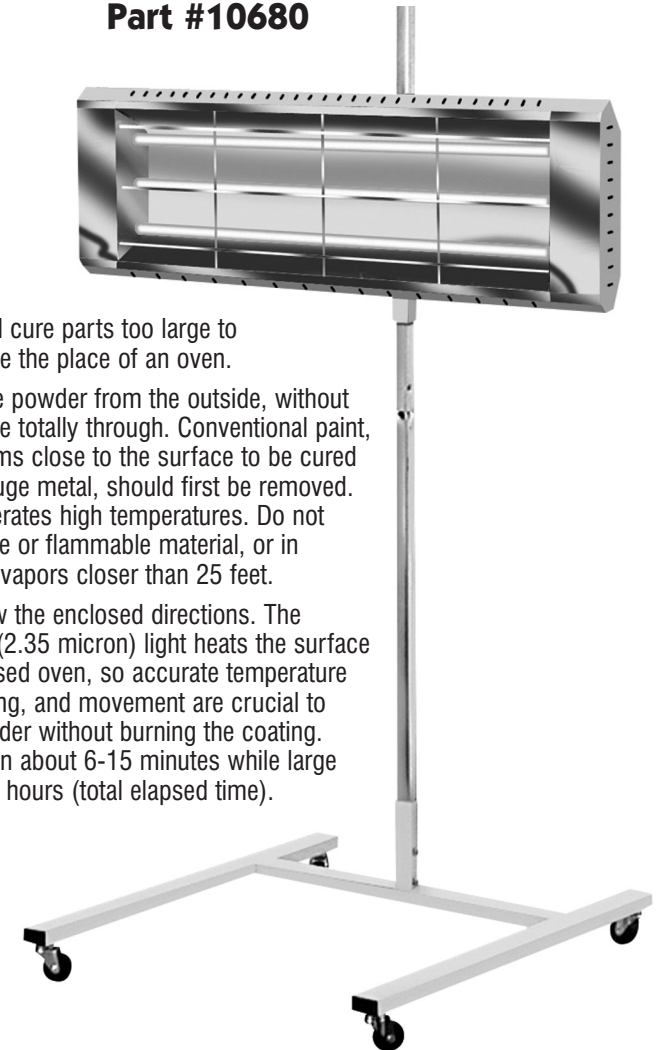 Part #10680
cure parts too large to
e the place of an oven.
e powder from the outside, without
e totally through. Conventional paint,
ms close to the surface to be cured
uge metal, should first be removed.
erates high temperatures. Do not
e or flammable material, or in
vapors closer than 25 feet.
w the enclosed directions. The
(2.35 micron) light heats the surface
sed oven, so accurate temperature
ng, and movement are crucial to
der without burning the coating.
n about 6-15 minutes while large
hours (total elapsed time).